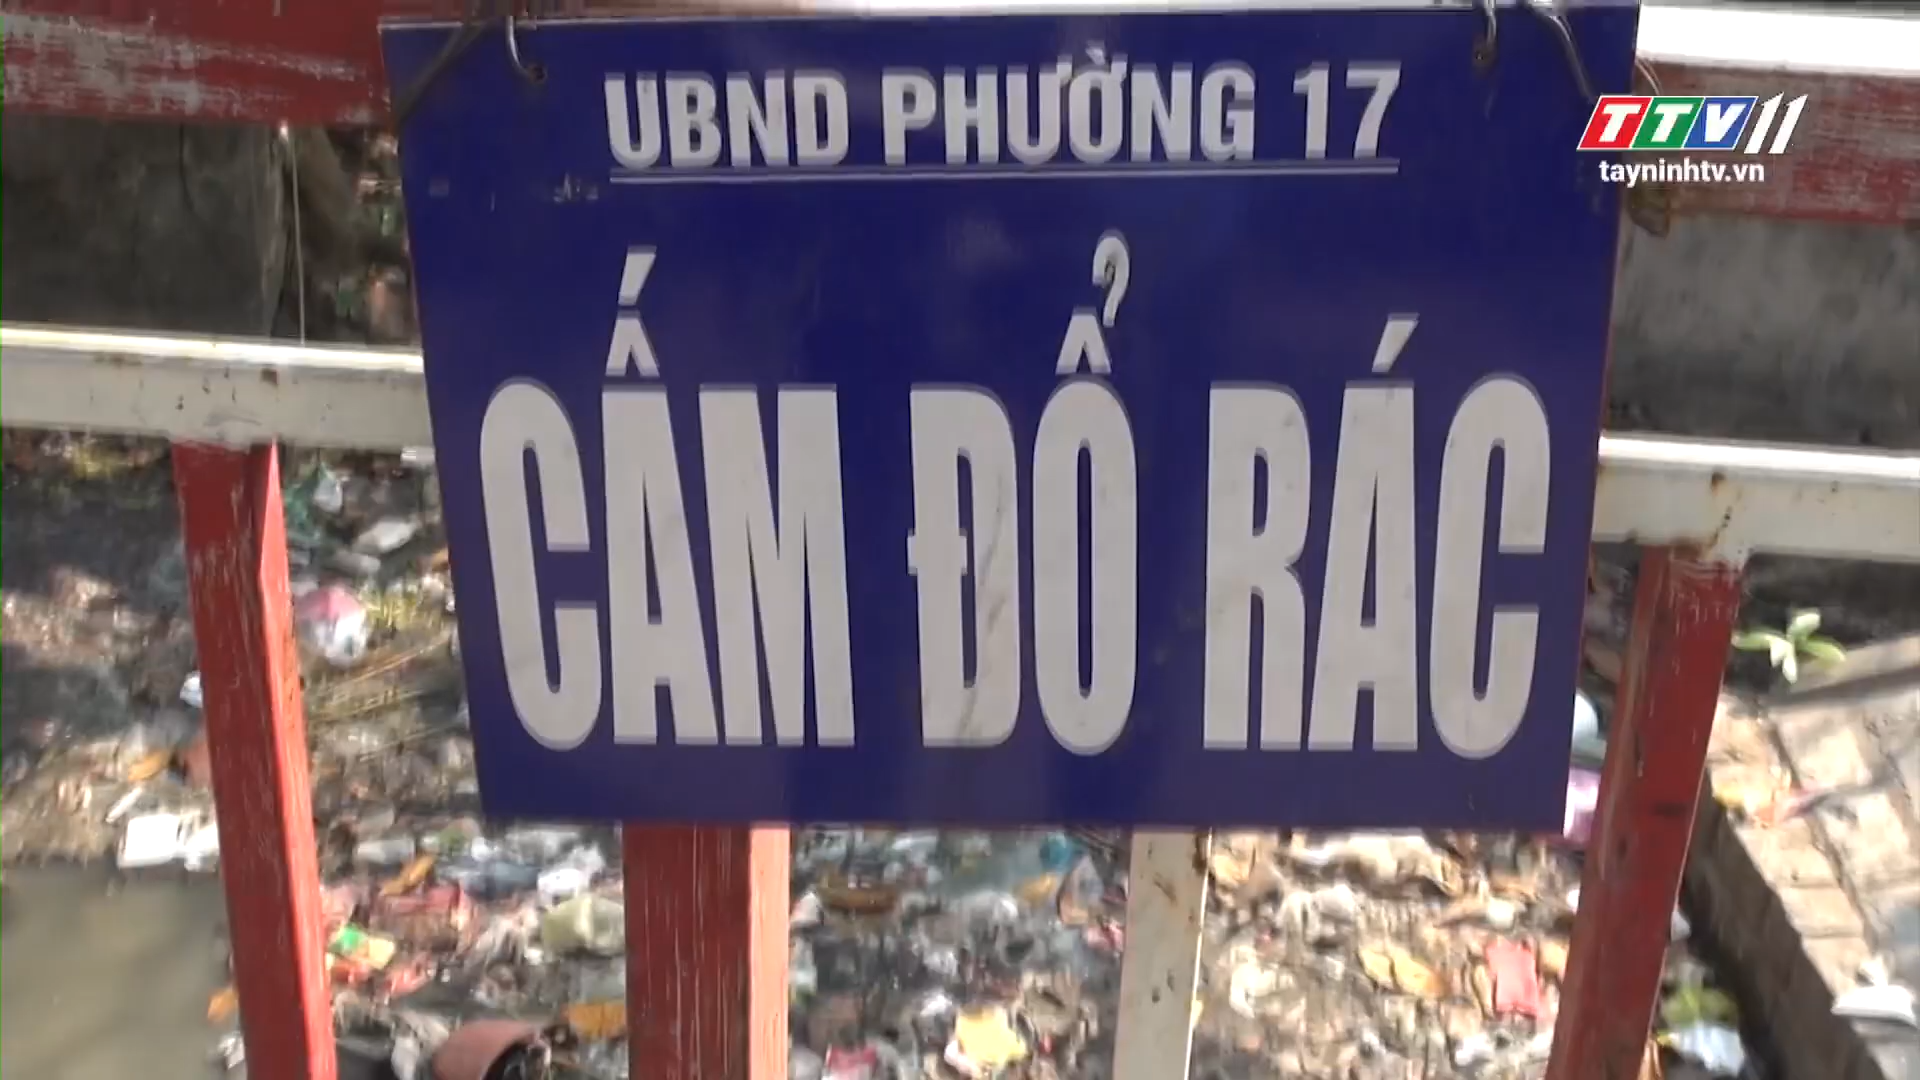 UBND PHƯỜNG 17
TTV11
tayninhtv.vn
CẤM ĐỔ RÁC